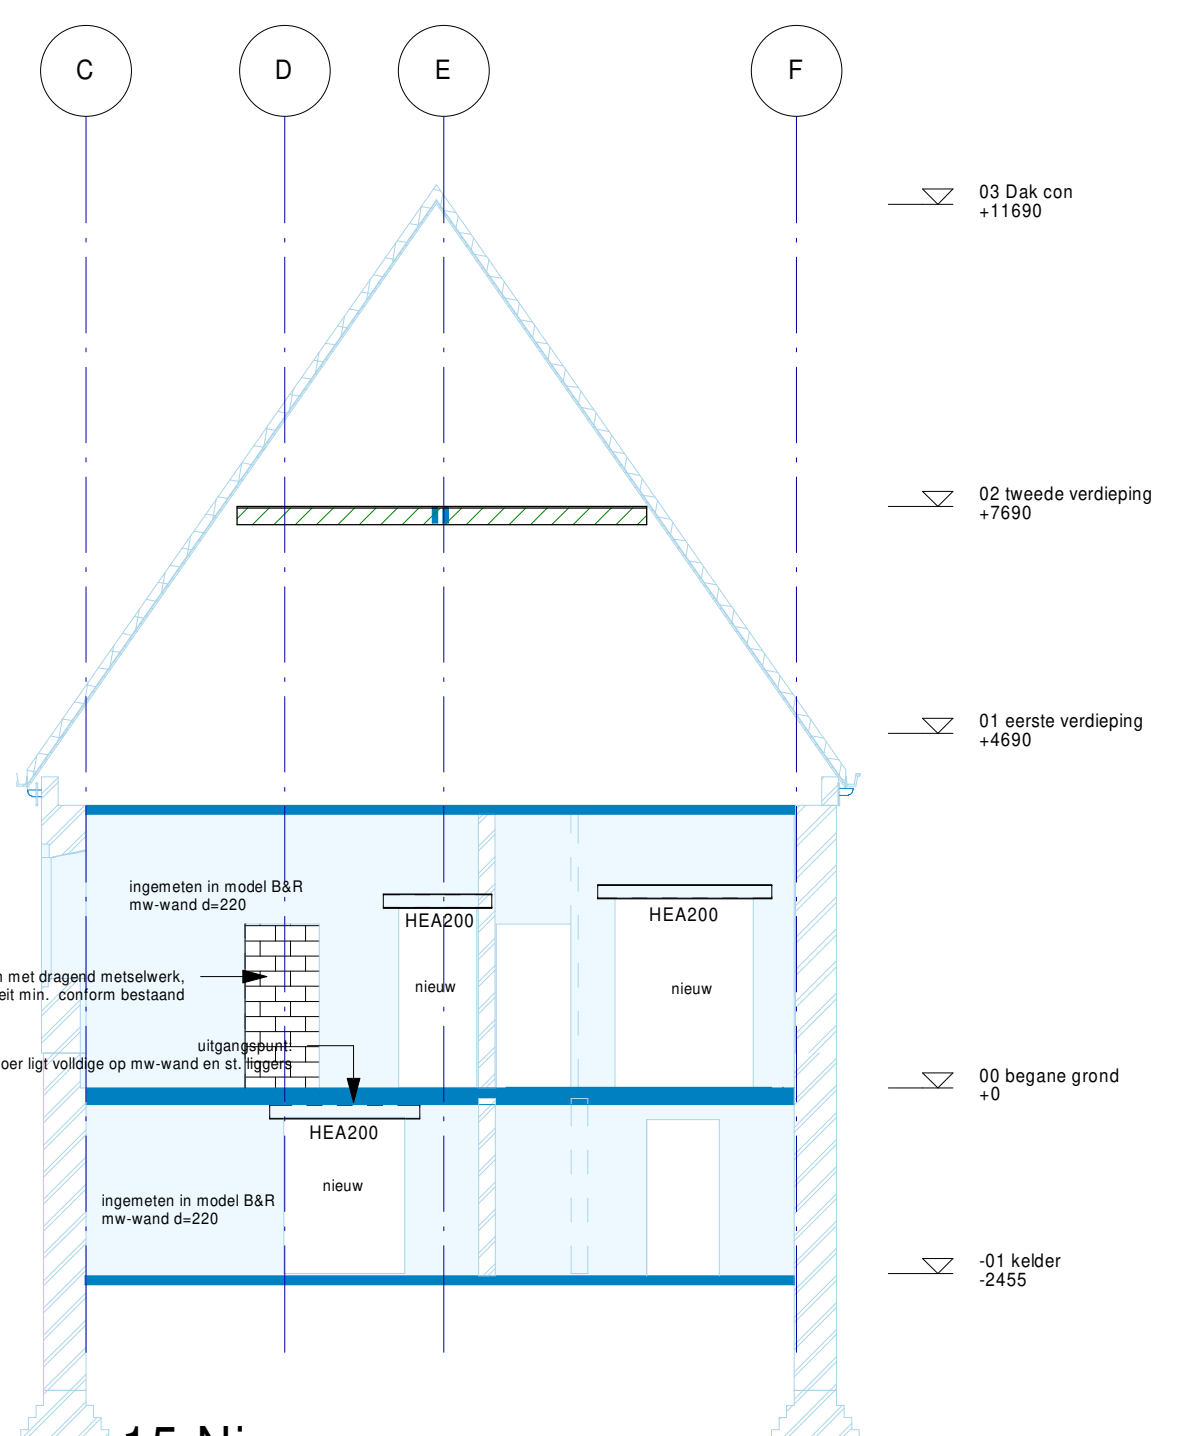 C
D
E
F
03 Dak con
+11690
02 tweede verdieping
+7690
01 eerste verdieping
+4690
ingemeten in model B&R
mw-wand d=220
HEA200
HEA200
met dragend metselwerk,
min. conform bestaand
nieuw
nieuw
uitgangspunt!
ligt volldige op mw-wand en st. liggers
00 begane grond
+0
HEA200
nieuw
ingemeten in model B&R
mw-wand d=220
-01 kelder
-2455